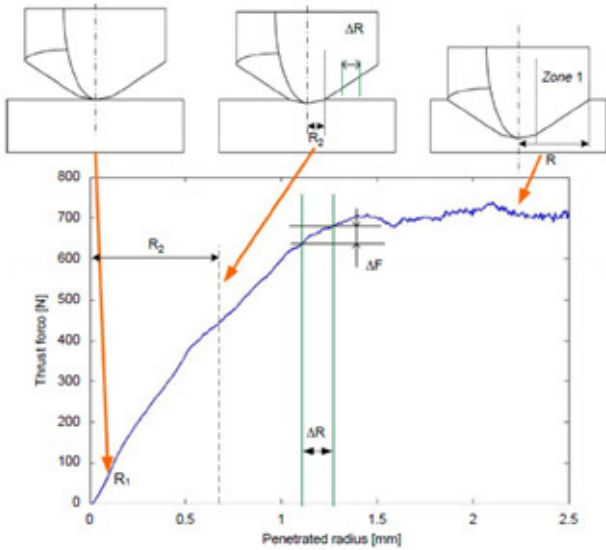 ΔR
Zone 1
R₂
R
800
700
600
500
400
300
200
100
0
Thrust force [N]
R₂
ΔF
ΔR
R₁
0
0.5
1
1.5
2
2.5
Penetrated radius [mm]